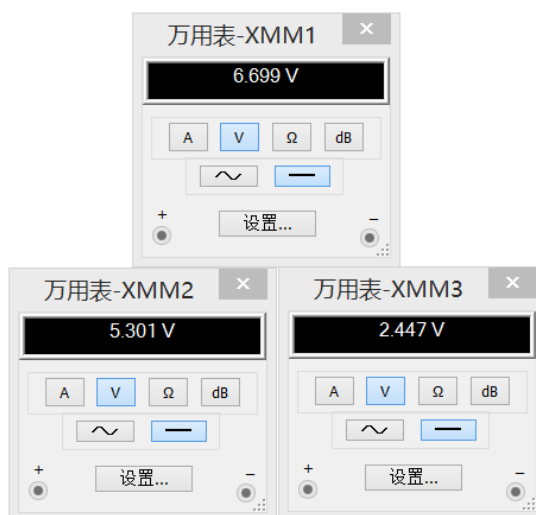 万用表-XMM1 ×
6.699 V
A V Ω dB
+ 设置... −
万用表-XMM2 ×
5.301 V
A V Ω dB
+ 设置... −
万用表-XMM3 ×
2.447 V
A V Ω dB
+ 设置... −